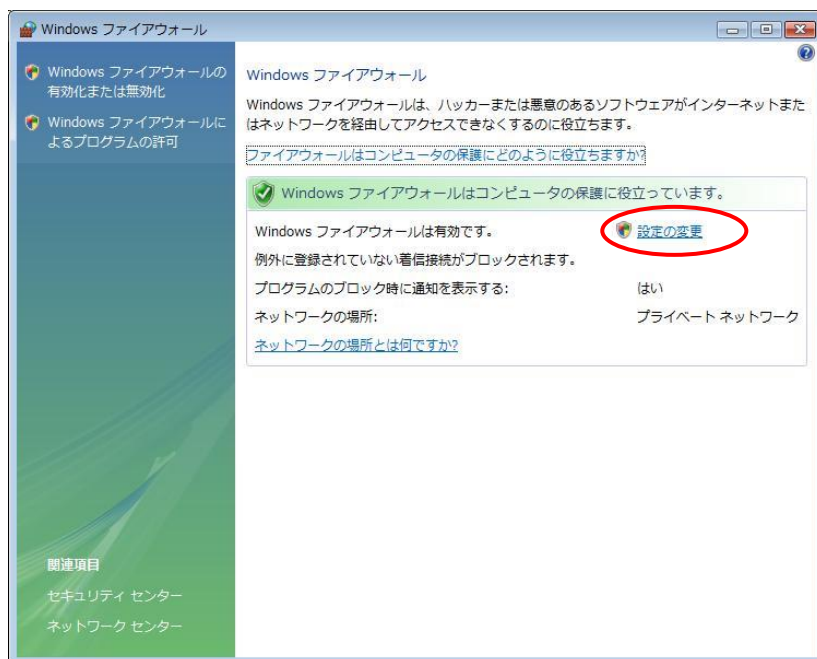 Windows ファイアウォール
Windows ファイアウォールの
有効化または無効化
Windows ファイアウォールに
よるプログラムの許可
Windows ファイアウォール
Windows ファイアウォールは、ハッカーまたは悪意のあるソフトウェアがインターネットまた
はネットワークを経由してアクセスできなくするのに役立ちます。
ファイアウォールはコンピュータの保護にどのように役立ちますか?
Windows ファイアウォールはコンピュータの保護に役立っています。
Windows ファイアウォールは有効です。 設定の変更
例外に登録されていない着信接続がブロックされます。
プログラムのブロック時に通知を表示する: はい
ネットワークの場所: プライベート ネットワーク
ネットワークの場所とは何ですか?
関連項目
セキュリティ センター
ネットワーク センター